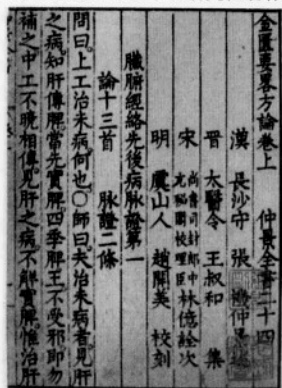 金匱要畧方論卷上　仲景全書二十四
漢　長沙守　張　仲景
晉　太醫令　王叔和　集
宋　尚書司封郎中
充秘閣校理臣林億詮次
明　虞山人　趙開美　校刻
臟腑經絡先後病脉證第一
論十三首　脉證二條
問曰。上工治未病何也。〇師曰。夫治未病者。見肝
之病。知肝傳脾。當先實脾。四季脾王不受邪。即勿
補之。中工不曉相傳。見肝之病。不解實脾。惟治肝